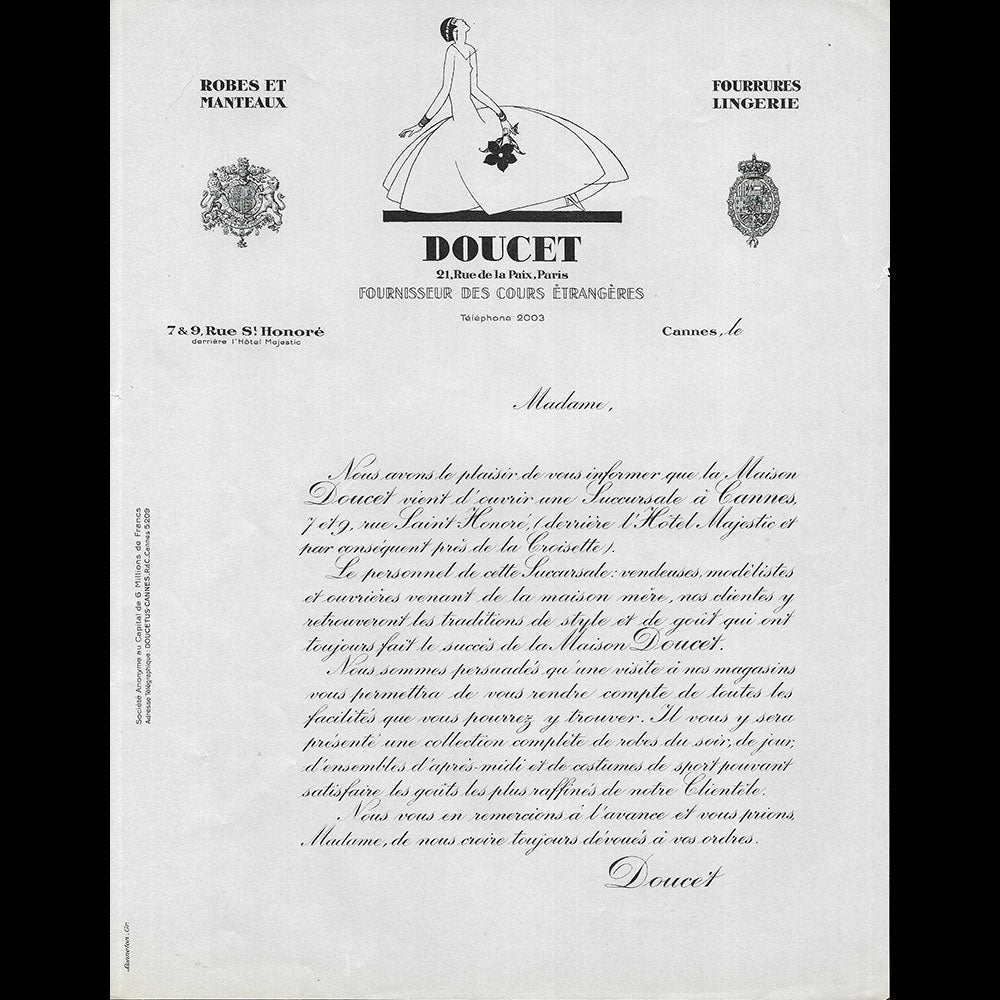 ROBES ET
MANTEAUX
FOURRURES
LINGERIE
DOUCET
21, Rue de la Paix, Paris
FOURNISSEUR DES COURS ÉTRANGÈRES
Téléphone 2003
7 & 9, Rue St Honoré
derrière l'Hôtel Majestic
Cannes, le
Madame,
Nous avons le plaisir de vous informer que la Maison
Doucet vient d'ouvrir une Succursale à Cannes,
7 et 9, rue Saint Honoré, (derrière l'Hôtel Majestic et
par conséquent près de la Croisette).
Le personnel de cette Succursale: vendeuses, modélistes
et ouvrières venant de la maison mère, nos clientes y
retrouveront les traditions de style et de goût qui ont
toujours fait le succès de la Maison Doucet.
Nous sommes persuadés qu'une visite à nos magasins
vous permettra de vous rendre compte de toutes les
facilités que vous pourrez y trouver. Il vous y sera
présenté une collection complète de robes du soir, de jour,
d'ensembles d'après-midi et de costumes de sport pouvant
satisfaire les goûts les plus raffinés de notre Clientèle.
Nous vous en remercions à l'avance et vous prions,
Madame, de nous croire toujours dévoués à vos ordres.
Doucet
Société Anonyme au Capital de 6 Millions de Francs
Adresse Télégraphique: DOUCETUS-CANNES. R.d.C. Cannes 5209